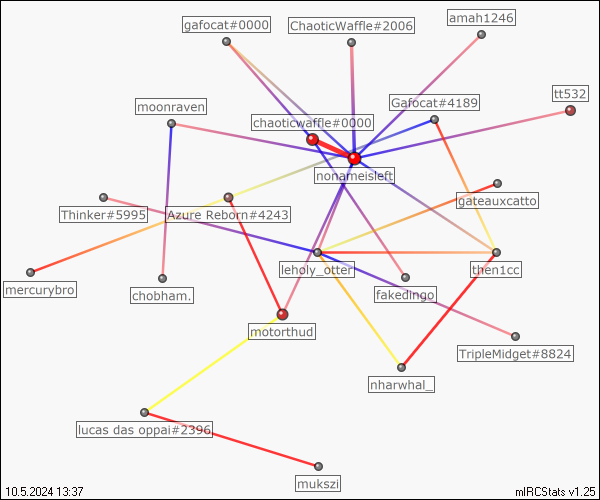 gafocat#0000
ChaoticWaffle#2006
amah1246
moonraven
Gafocat#4189
tt532
chaoticwaffle#0000
nonameisleft
gateauxcatto
Thinker#5995
Azure Reborn#4243
leholy_otter
then1cc
mercurybro
chobham.
fakedingo
motorthud
TripleMidget#8824
nharwhal_
lucas das oppai#2396
mukszi
10.5.2024 13:37
mIRCStats v1.25